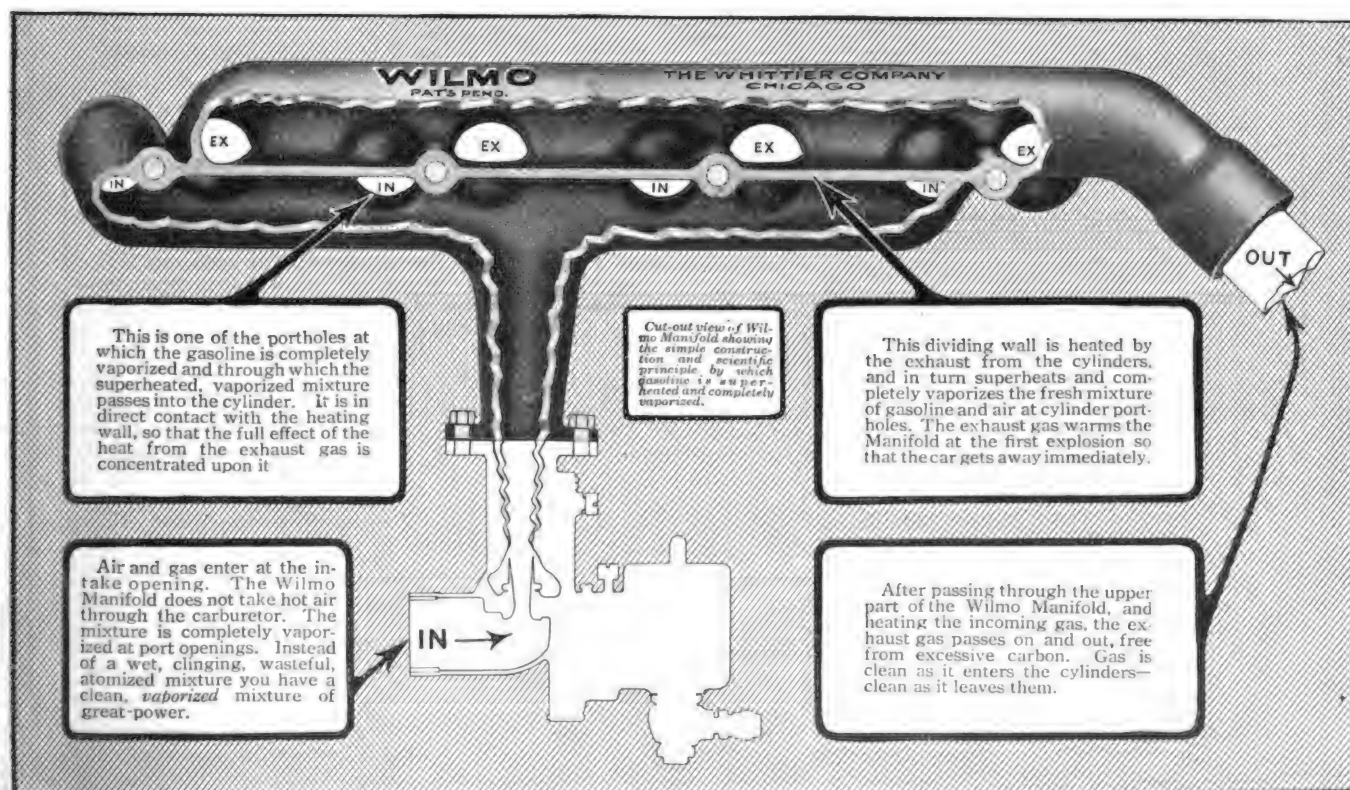 WILMO
PAT'S PEND.
THE WHITTIER COMPANY
CHICAGO
EX
EX
EX
EX
IN
IN
IN
IN
OUT
This is one of the portholes at
which the gasoline is completely
vaporized and through which the
superheated, vaporized mixture
passes into the cylinder. It is in
direct contact with the heating
wall, so that the full effect of the
heat from the exhaust gas is
concentrated upon it
Cut-out view of Wil-
mo Manifold showing
the simple construc-
tion and scientific
principle by which
gasoline is super-
heated and completely
vaporized.
This dividing wall is heated by
the exhaust from the cylinders,
and in turn superheats and com-
pletely vaporizes the fresh mixture
of gasoline and air at cylinder port-
holes. The exhaust gas warms the
Manifold at the first explosion so
that the car gets away immediately.
Air and gas enter at the in-
take opening. The Wilmo
Manifold does not take hot air
through the carburetor. The
mixture is completely vapor-
ized at port openings. Instead
of a wet, clinging, wasteful,
atomized mixture you have a
clean, vaporized mixture of
great-power.
IN
After passing through the upper
part of the Wilmo Manifold, and
heating the incoming gas, the ex-
haust gas passes on and out, free
from excessive carbon. Gas is
clean as it enters the cylinders—
clean as it leaves them.